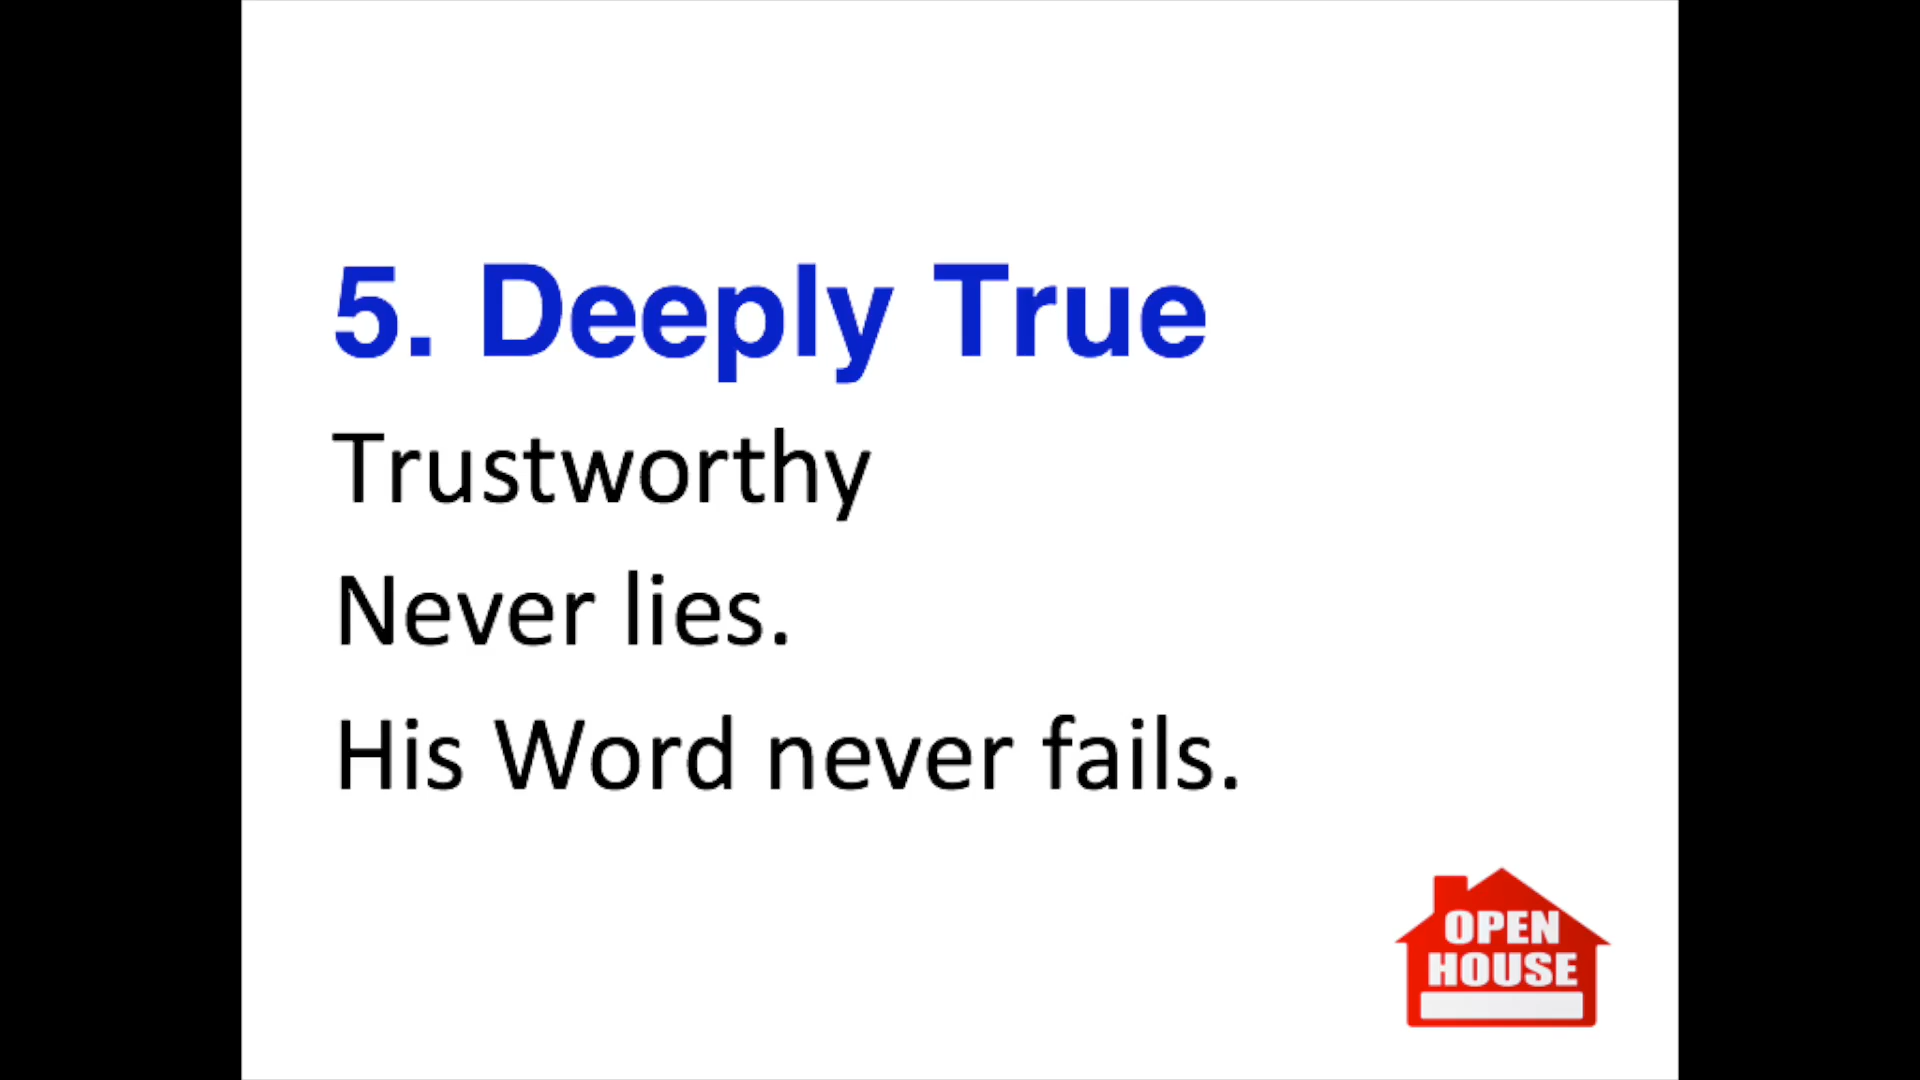 5. Deeply True
Trustworthy
Never lies.
His Word never fails.
OPEN
HOUSE